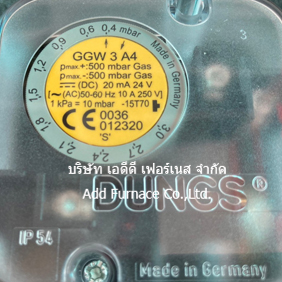 0,4 mbar
0,6
0,9
1,2
1,5
1,8
2,1
2,4
2,7
3,0
Made in Germany
GGW 3 A4
pmax.+:500 mbar Gas
pmax.-:500 mbar Gas
(DC) 20 mA 24 V
~(AC)50-60 Hz 10 A 250 V
1 kPa = 10 mbar -15T70
CE 0036
012320
'S'
3
บริษัท เอดีดี เฟอร์เนส จำกัด
Add Furnace Co.,Ltd.
DUNGS®
IP 54
Made in Germany